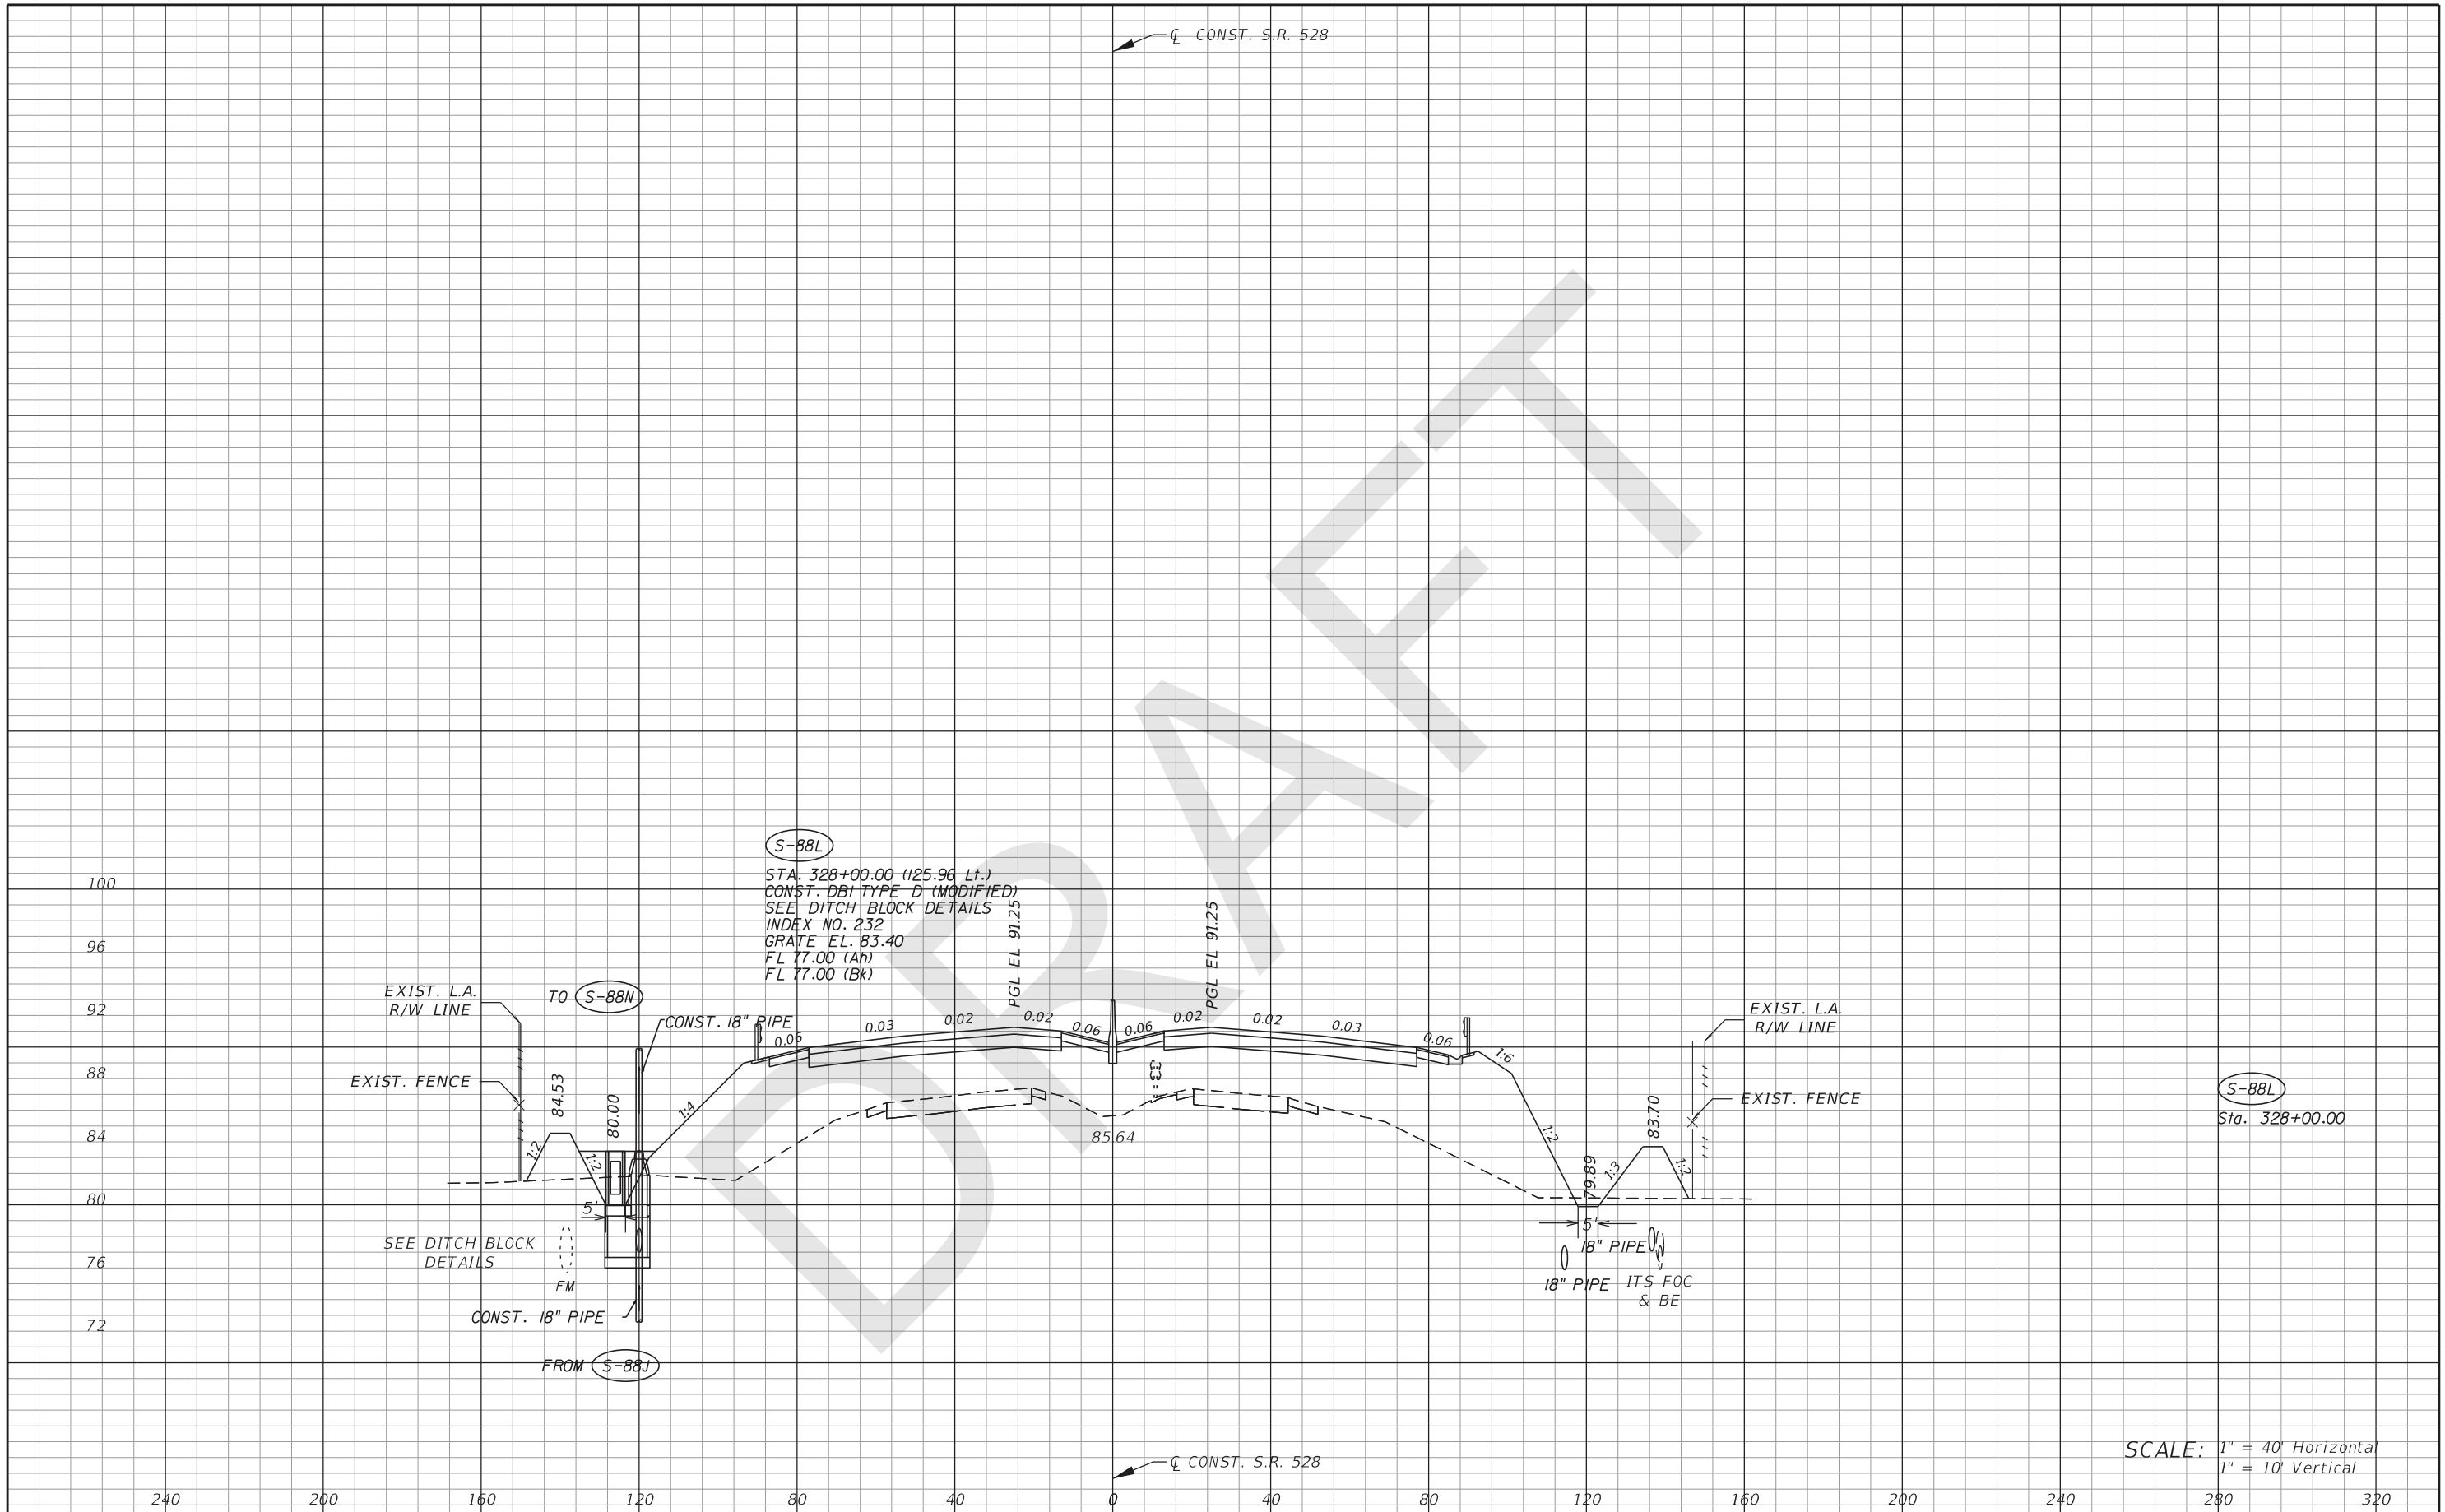 ℄ CONST. S.R. 528
DRAFT
S-88L
STA. 328+00.00 (125.96 Lt.)
CONST. DBI TYPE D (MODIFIED)
SEE DITCH BLOCK DETAILS
INDEX NO. 232
GRATE EL. 83.40
FL 77.00 (Ah)
FL 77.00 (Bk)
PGL EL 91.25
PGL EL 91.25
100
96
92
88
84
80
76
72
EXIST. L.A.
R/W LINE
TO S-88N
CONST. 18" PIPE
EXIST. FENCE
84.53
80.00
1:2
1:2
1:4
0.06
0.03
0.02
0.02
0.06
0.06
0.02
0.02
0.03
0.06
1:6
85.64
1:2
79.89
1:3
83.70
1:2
EXIST. L.A.
R/W LINE
EXIST. FENCE
S-88L
Sta. 328+00.00
5'
5'
SEE DITCH BLOCK
DETAILS
FM
CONST. 18" PIPE
FROM S-88J
18" PIPE
18" PIPE
ITS FOC
& BE
℄ CONST. S.R. 528
SCALE: 1" = 40' Horizontal
1" = 10' Vertical
240 200 160 120 80 40 0 40 80 120 160 200 240 280 320